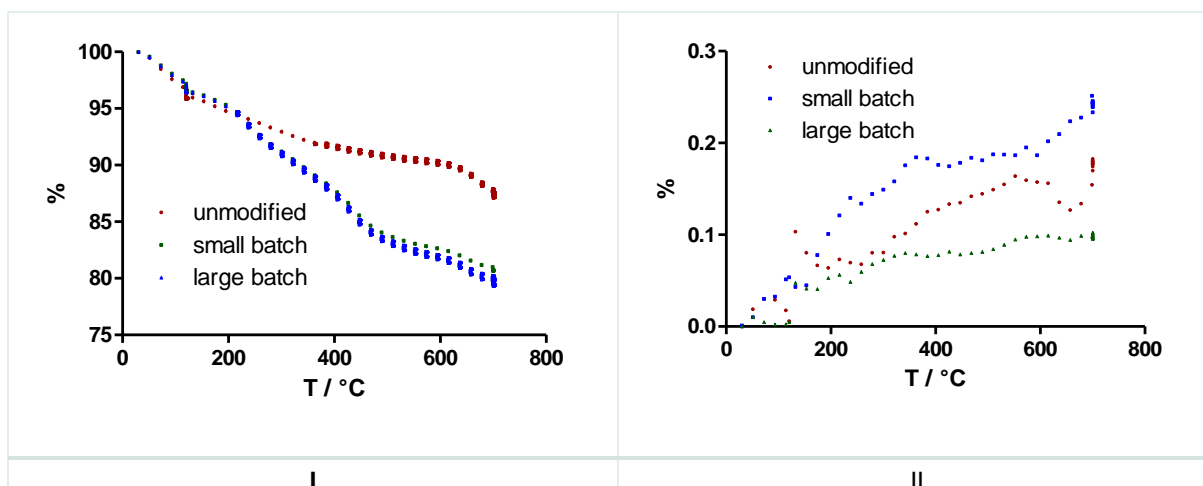 100
95
90
85
80
75
%
unmodified
small batch
large batch
0 200 400 600 800
T / °C
0.3
0.2
0.1
0.0
%
unmodified
small batch
large batch
0 200 400 600 800
T / °C
I II